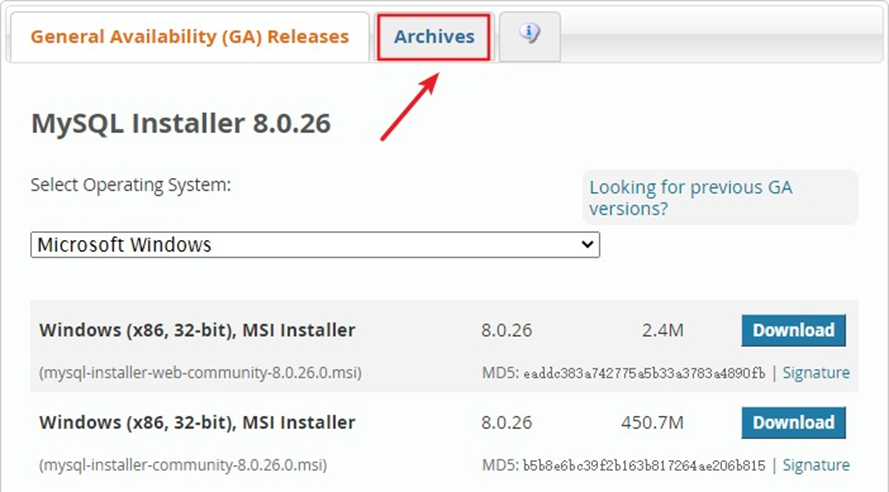 General Availability (GA) Releases Archives
MySQL Installer 8.0.26
Select Operating System:
Looking for previous GA
versions?
Microsoft Windows
Windows (x86, 32-bit), MSI Installer 8.0.26 2.4M Download
(mysql-installer-web-community-8.0.26.0.msi) MD5: eaddc383a742775a5b33a3783a4890fb | Signature
Windows (x86, 32-bit), MSI Installer 8.0.26 450.7M Download
(mysql-installer-community-8.0.26.0.msi) MD5: b5b8e6bc39f2b163b817264ae206b815 | Signature